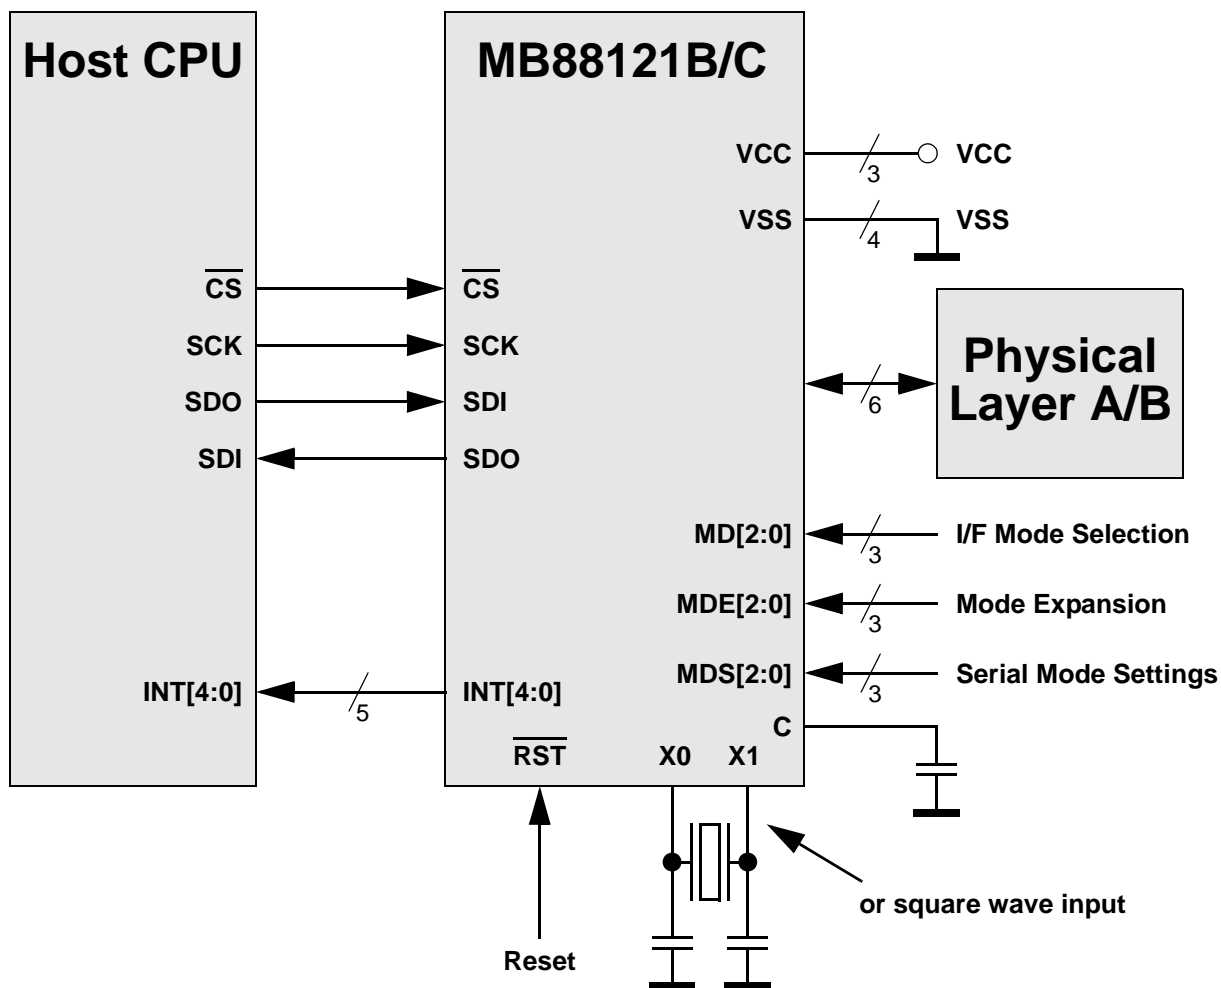 Host CPU
MB88121B/C
VCC
3
VCC
VSS
4
VSS
CS
CS
SCK
SCK
SDO
SDI
SDI
SDO
6
Physical
Layer A/B
MD[2:0]
3
I/F Mode Selection
MDE[2:0]
3
Mode Expansion
MDS[2:0]
3
Serial Mode Settings
INT[4:0]
5
INT[4:0]
C
RST
X0
X1
or square wave input
Reset